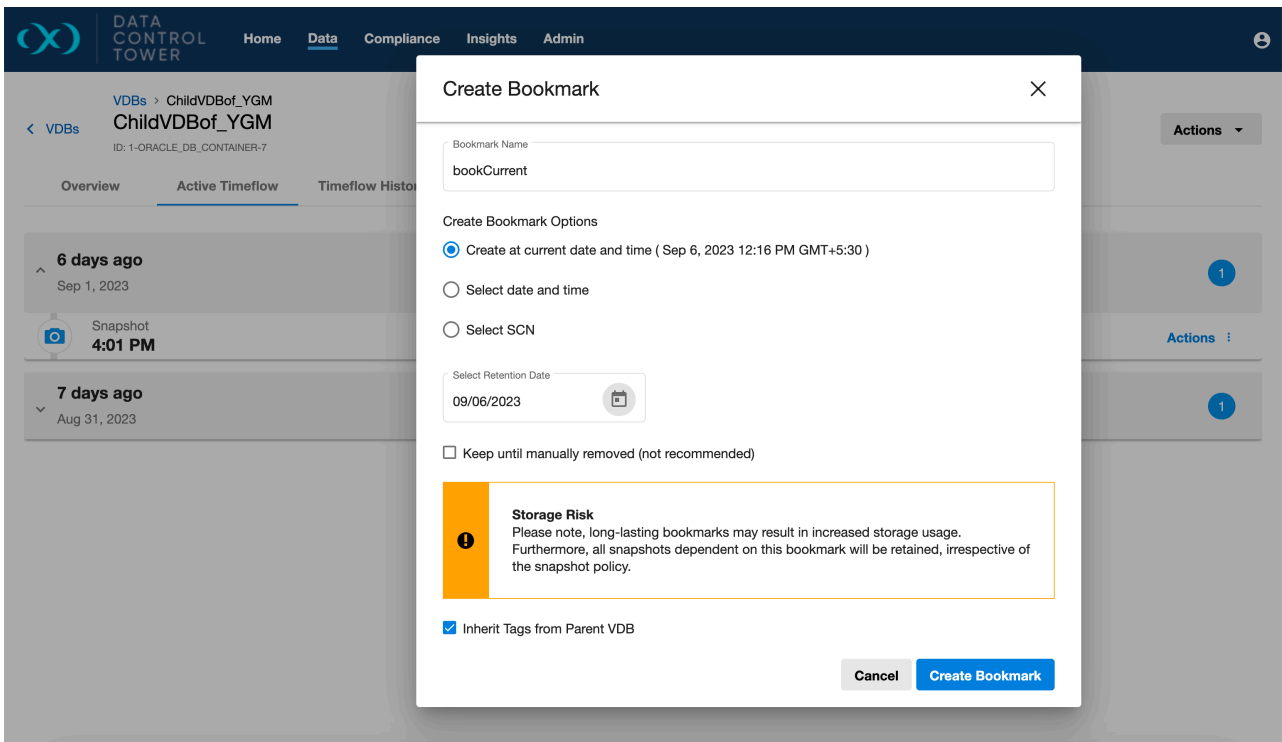 DATA
CONTROL
TOWER
Home Data Compliance Insights Admin
Create Bookmark
VDBs > ChildVDBof_YGM
VDBs
ChildVDBof_YGM
ID: 1-ORACLE_DB_CONTAINER-7
Actions
Overview Active Timeflow Timeflow Histor
Bookmark Name
bookCurrent
Create Bookmark Options
Create at current date and time ( Sep 6, 2023 12:16 PM GMT+5:30 )
Select date and time
Select SCN
6 days ago
Sep 1, 2023
1
Snapshot
4:01 PM
Actions
7 days ago
Aug 31, 2023
1
Select Retention Date
09/06/2023
Keep until manually removed (not recommended)
Storage Risk
Please note, long-lasting bookmarks may result in increased storage usage.
Furthermore, all snapshots dependent on this bookmark will be retained, irrespective of
the snapshot policy.
Inherit Tags from Parent VDB
Cancel Create Bookmark